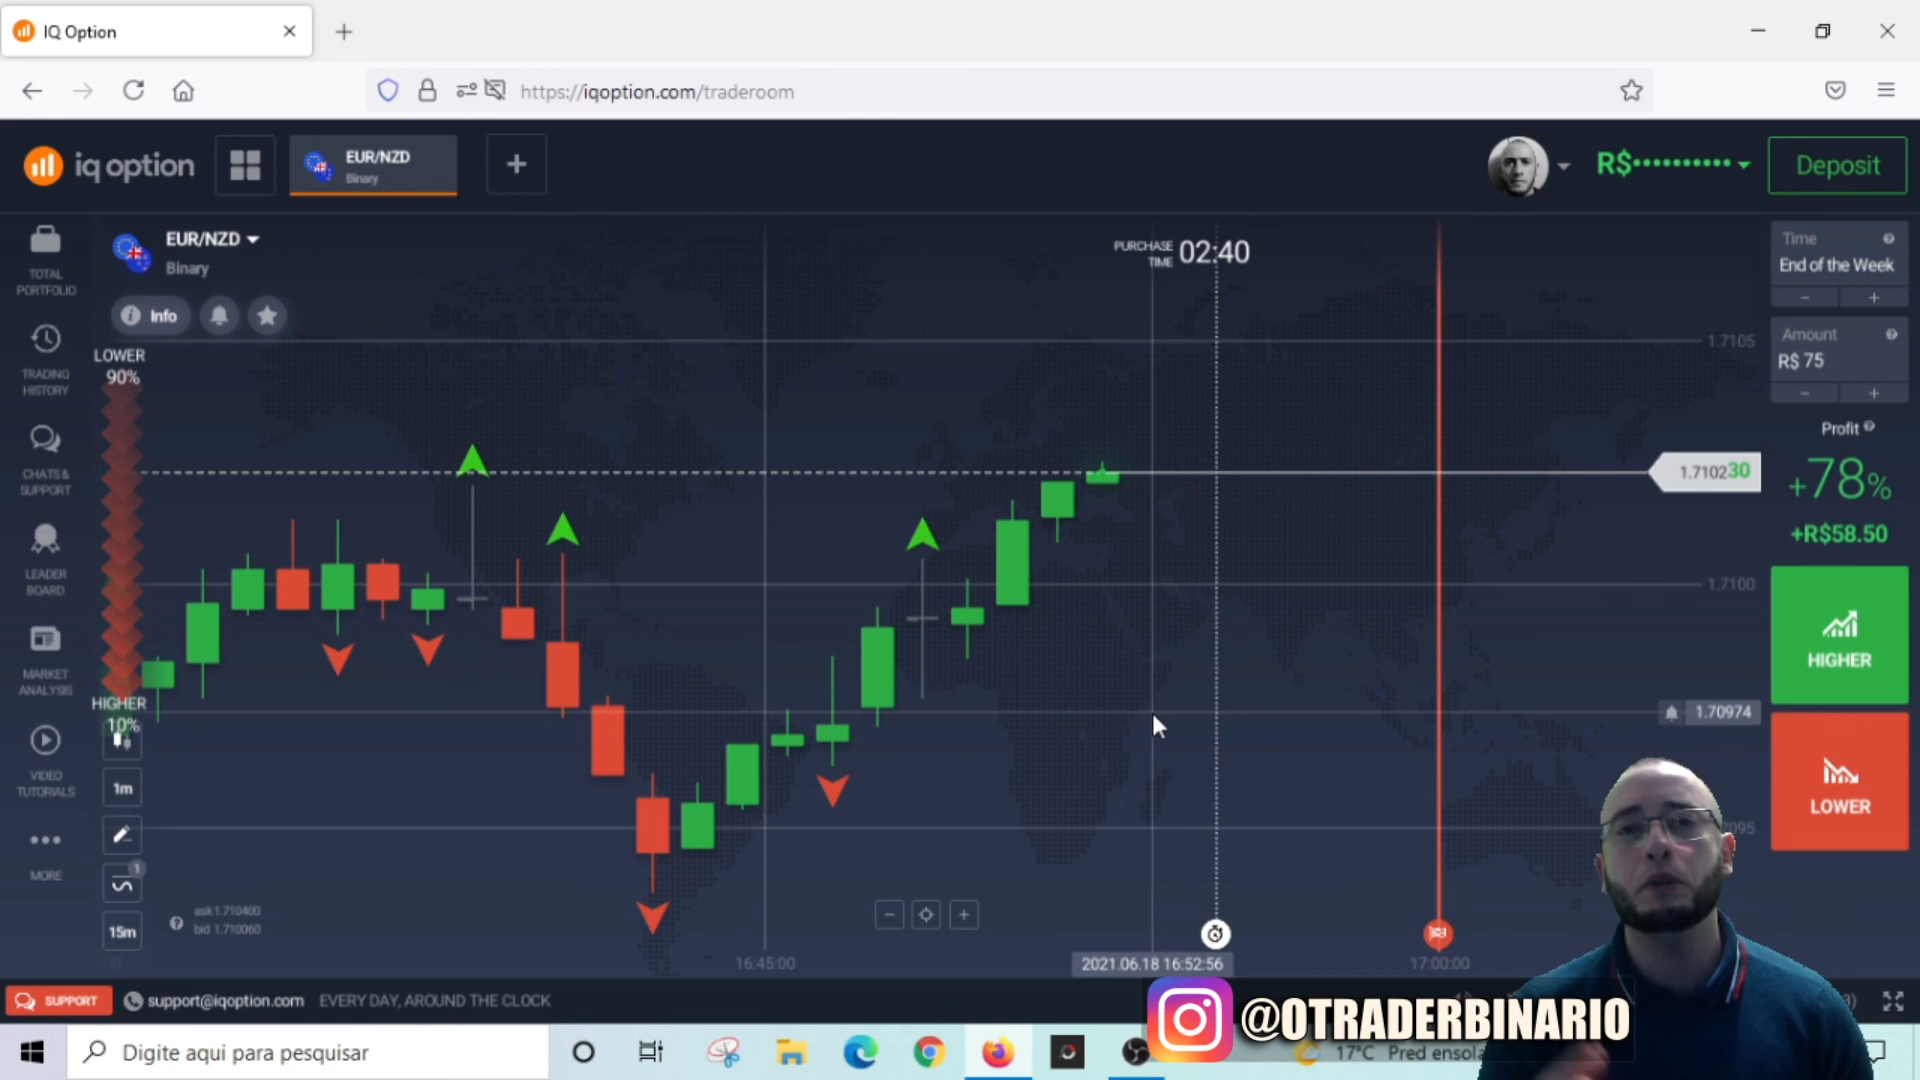 IQ Option
https://iqoption.com/traderoom
iq option
EUR/NZD
Binary
R$••••••••••
Deposit
TOTAL
PORTFOLIO
TRADING
HISTORY
CHATS &
SUPPORT
LEADER
BOARD
MARKET
ANALYSIS
VIDEO
TUTORIALS
MORE
EUR/NZD
Binary
Info
LOWER
90%
HIGHER
10%
1m
1
15m
ask 1.710400
bid 1.710060
PURCHASE
TIME
02:40
1.7105
1.710230
1.7100
1.70974
16:45:00
2021.06.18 16:52:56
17:00:00
Time
End of the Week
Amount
R$ 75
Profit
+78%
+R$58.50
HIGHER
LOWER
SUPPORT
support@iqoption.com
EVERY DAY, AROUND THE CLOCK
@OTRADERBINARIO
Digite aqui para pesquisar
17°C